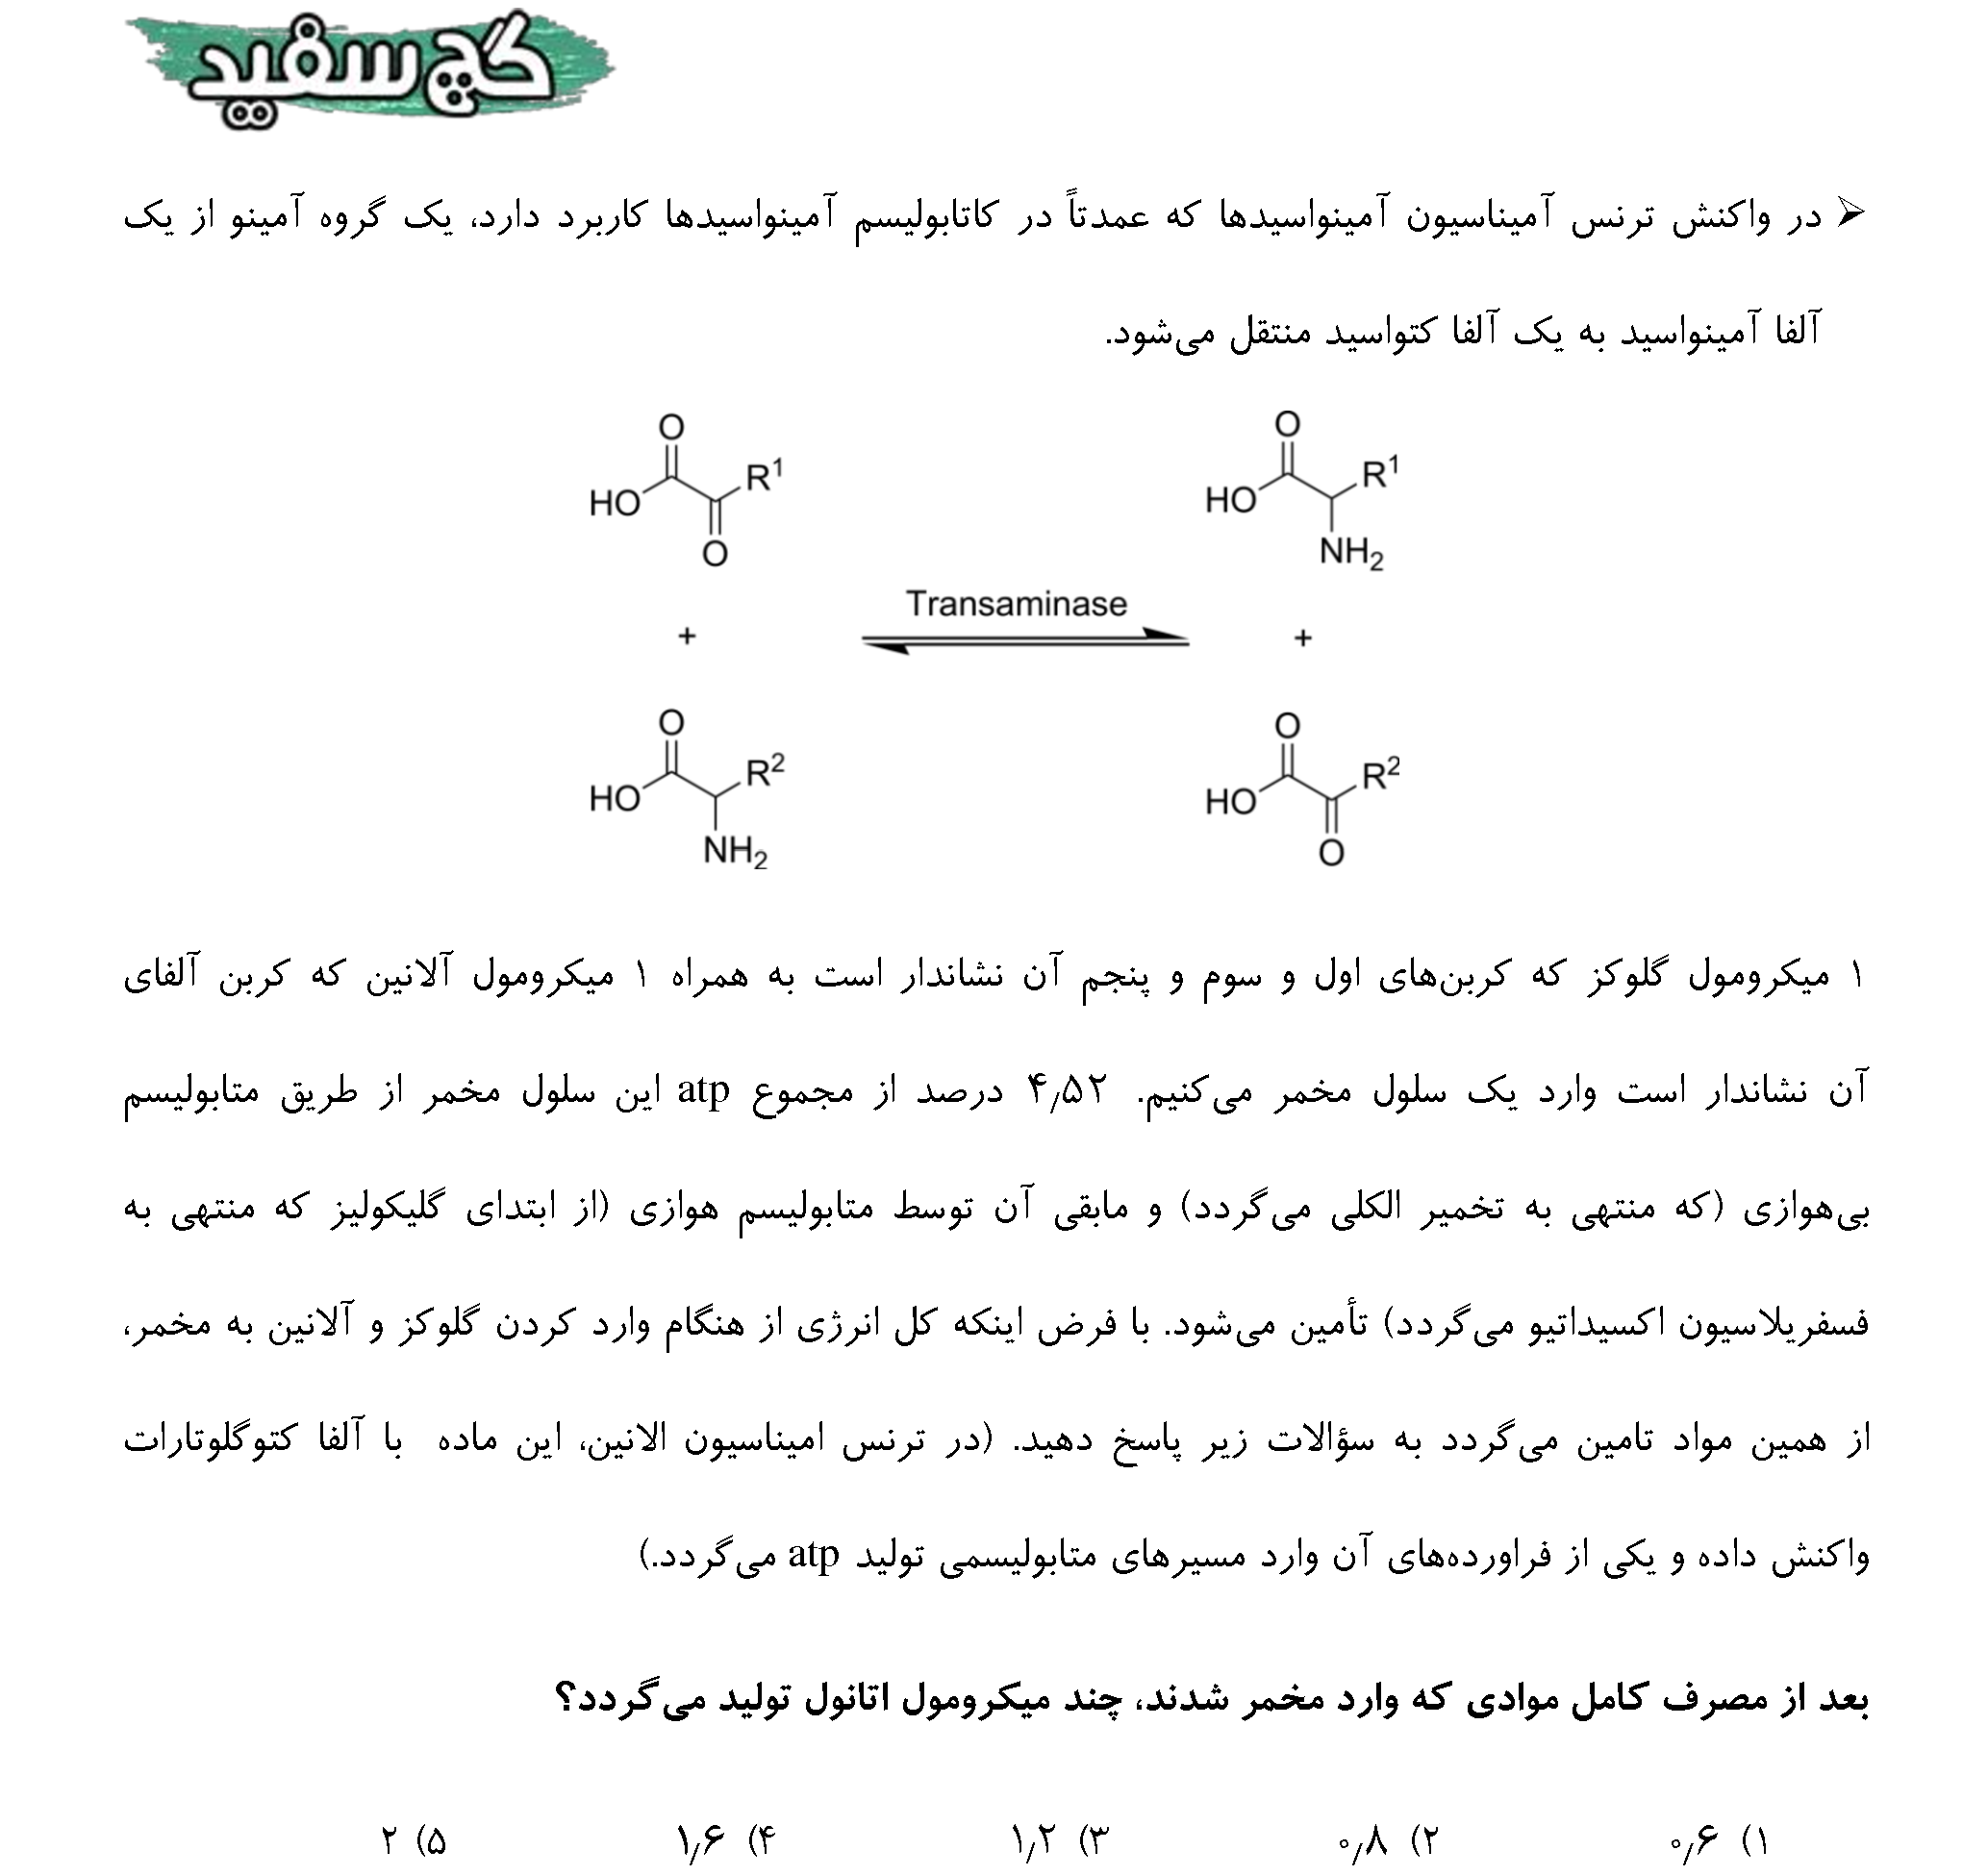 گچ سفید
➢ در واکنش ترنس آمیناسیون آمینواسیدها که عمدتاً در کاتابولیسم آمینواسیدها کاربرد دارد، یک گروه آمینو از یک
آلفا آمینواسید به یک آلفا کتواسید منتقل می‌شود.
O O
HO R¹ HO R¹
O NH₂
Transaminase
+ +
O O
HO R² HO R²
NH₂ O
۱ میکرومول گلوکز که کربن‌های اول و سوم و پنجم آن نشاندار است به همراه ۱ میکرومول آلانین که کربن آلفای
آن نشاندار است وارد یک سلول مخمر می‌کنیم. ۴٫۵۲ درصد از مجموع atp این سلول مخمر از طریق متابولیسم
بی‌هوازی (که منتهی به تخمیر الکلی می‌گردد) و مابقی آن توسط متابولیسم هوازی (از ابتدای گلیکولیز که منتهی به
فسفریلاسیون اکسیداتیو می‌گردد) تأمین می‌شود. با فرض اینکه کل انرژی از هنگام وارد کردن گلوکز و آلانین به مخمر،
از همین مواد تامین می‌گردد به سؤالات زیر پاسخ دهید. (در ترنس امیناسیون الانین، این ماده با آلفا کتوگلوتارات
واکنش داده و یکی از فراورده‌های آن وارد مسیرهای متابولیسمی تولید atp می‌گردد.)
بعد از مصرف کامل موادی که وارد مخمر شدند، چند میکرومول اتانول تولید می‌گردد؟
۱) ۰٫۶ ۲) ۰٫۸ ۳) ۱٫۲ ۴) ۱٫۶ ۵) ۲